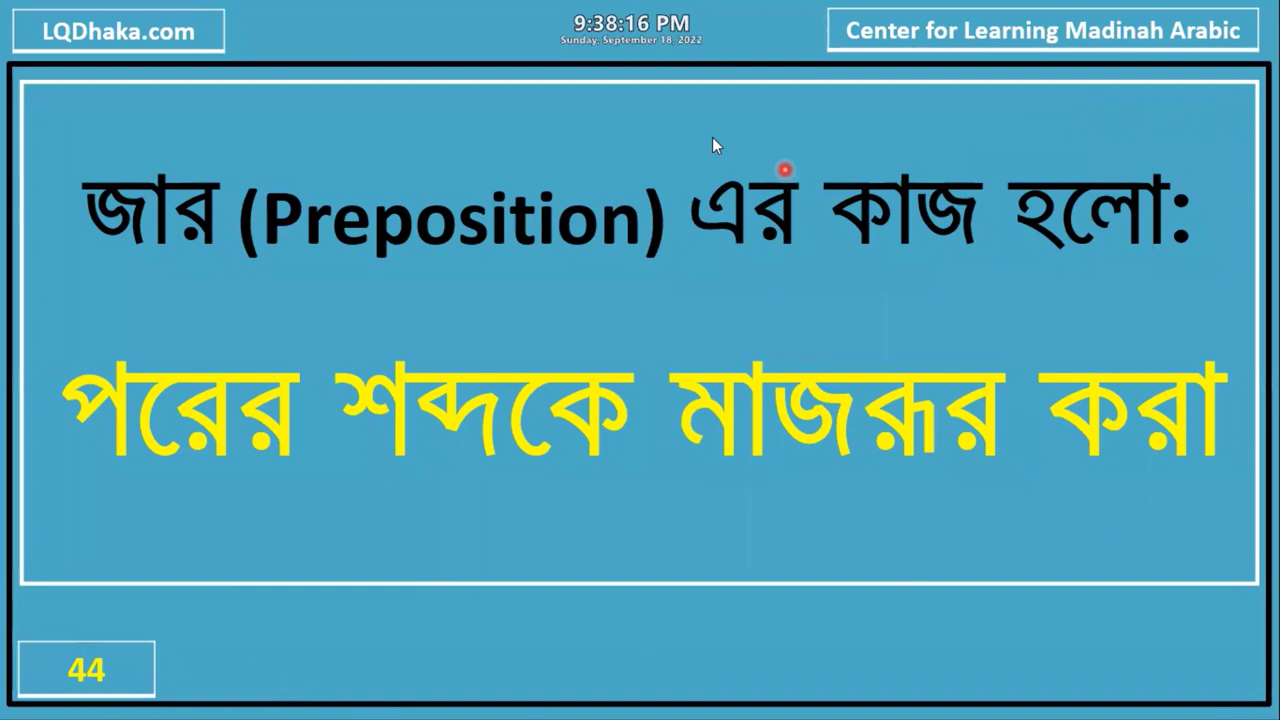 LQDhaka.com
9:38:16 PM
Sunday, September 18, 2022
Center for Learning Madinah Arabic
জার (Preposition) এর কাজ হলো:
পরের শব্দকে মাজরূর করা
44